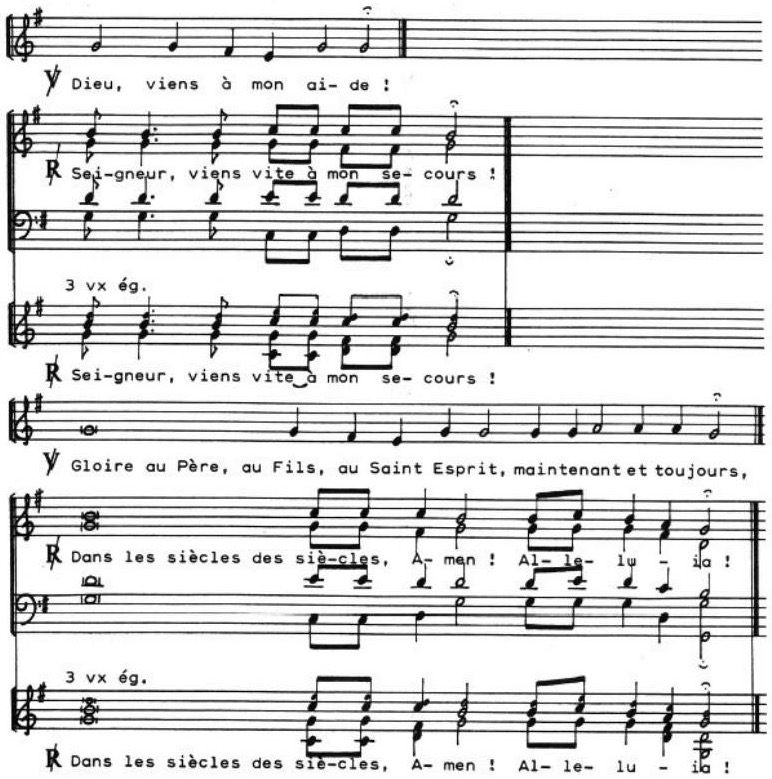 ℣ Dieu, viens à mon ai- de !
℟ Sei-gneur, viens vite à mon se- cours !
3 vx ég.
℟ Sei-gneur, viens vite‿à mon se- cours !
℣ Gloire au Père, au Fils, au Saint Esprit, maintenant et toujours,
℟ Dans les siècles des siè-cles, A- men ! Al- le- lu - ia !
3 vx ég.
℟ Dans les siècles des siè-cles, A- men ! Al- le- lu - ia !